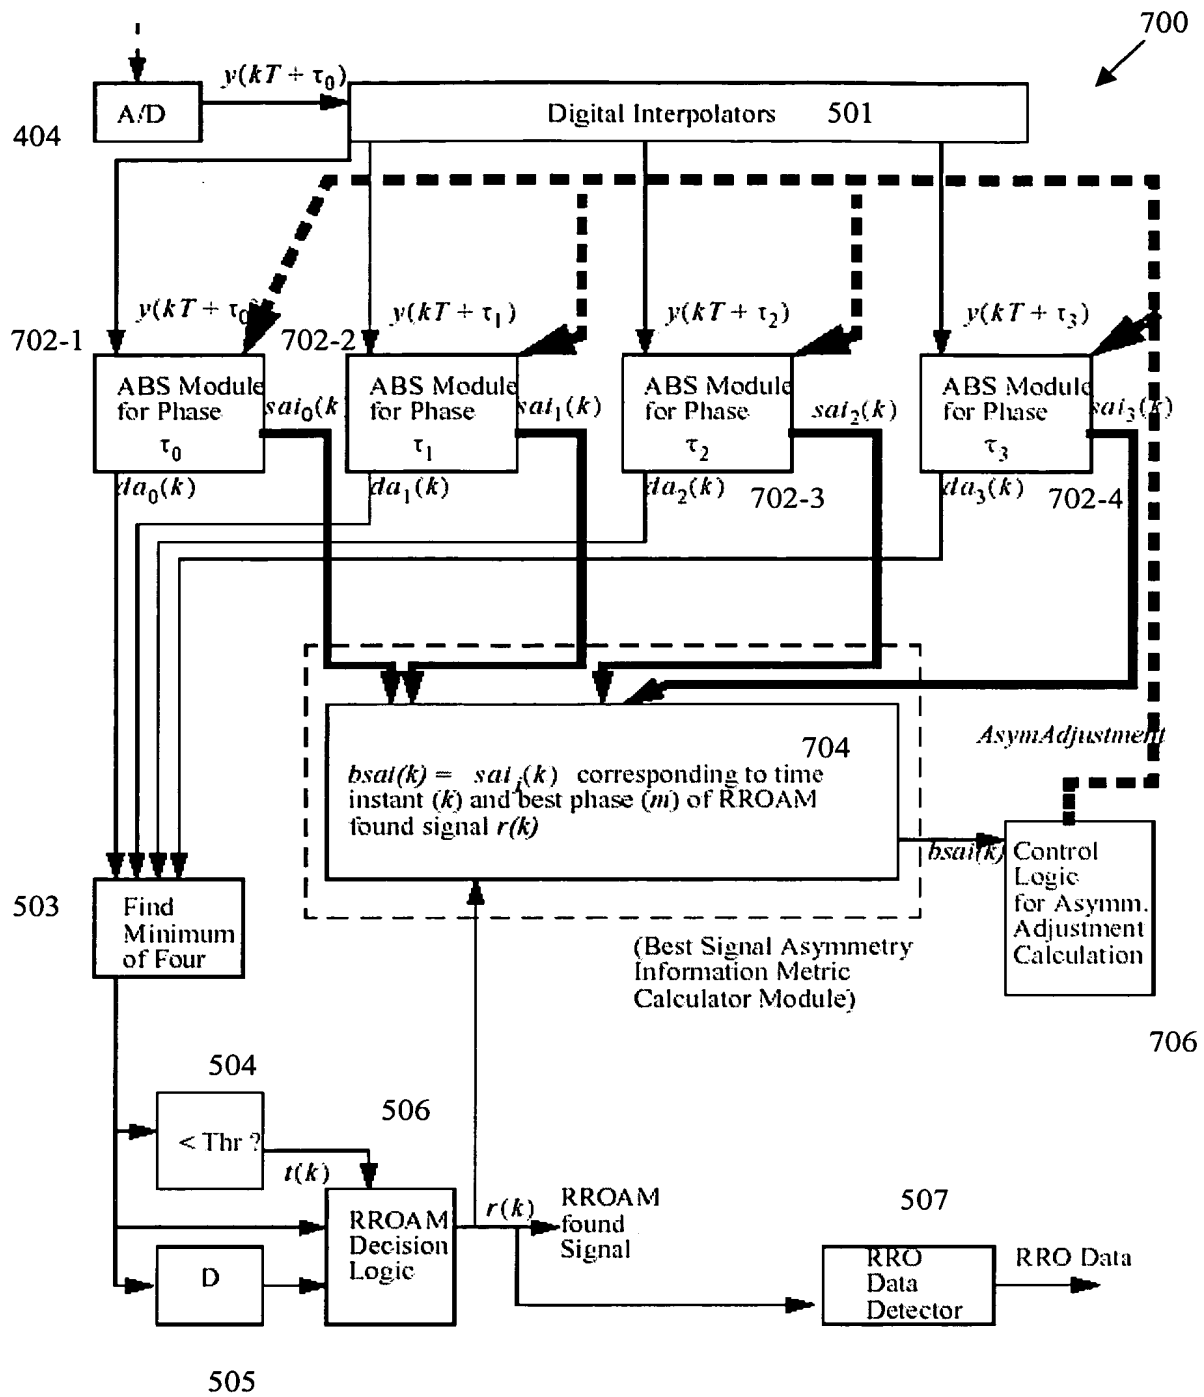 700
y(kT + τ0)
A/D
Digital Interpolators 501
404
y(kT + τ0)
y(kT + τ1)
y(kT + τ2)
y(kT + τ3)
702-1
702-2
ABS Module
for Phase
τ0
sai0(k
ABS Module
for Phase
τ1
sai1(k)
ABS Module
for Phase
τ2
sai2(k)
ABS Module
for Phase
τ3
sai3(k)
da0(k)
da1(k)
da2(k)
702-3
da3(k)
702-4
704
AsymAdjustment
bsai(k) = saij(k) corresponding to time
instant (k) and best phase (m) of RROAM
found signal r(k)
bsai(k)
Control
Logic
for Asymm.
Adjustment
Calculation
503
Find
Minimum
of Four
(Best Signal Asymmetry
Information Metric
Calculator Module)
706
504
< Thr ?
506
t(k)
RROAM
Decision
Logic
r(k)
RROAM
found
Signal
507
D
RRO
Data
Detector
RRO Data
505